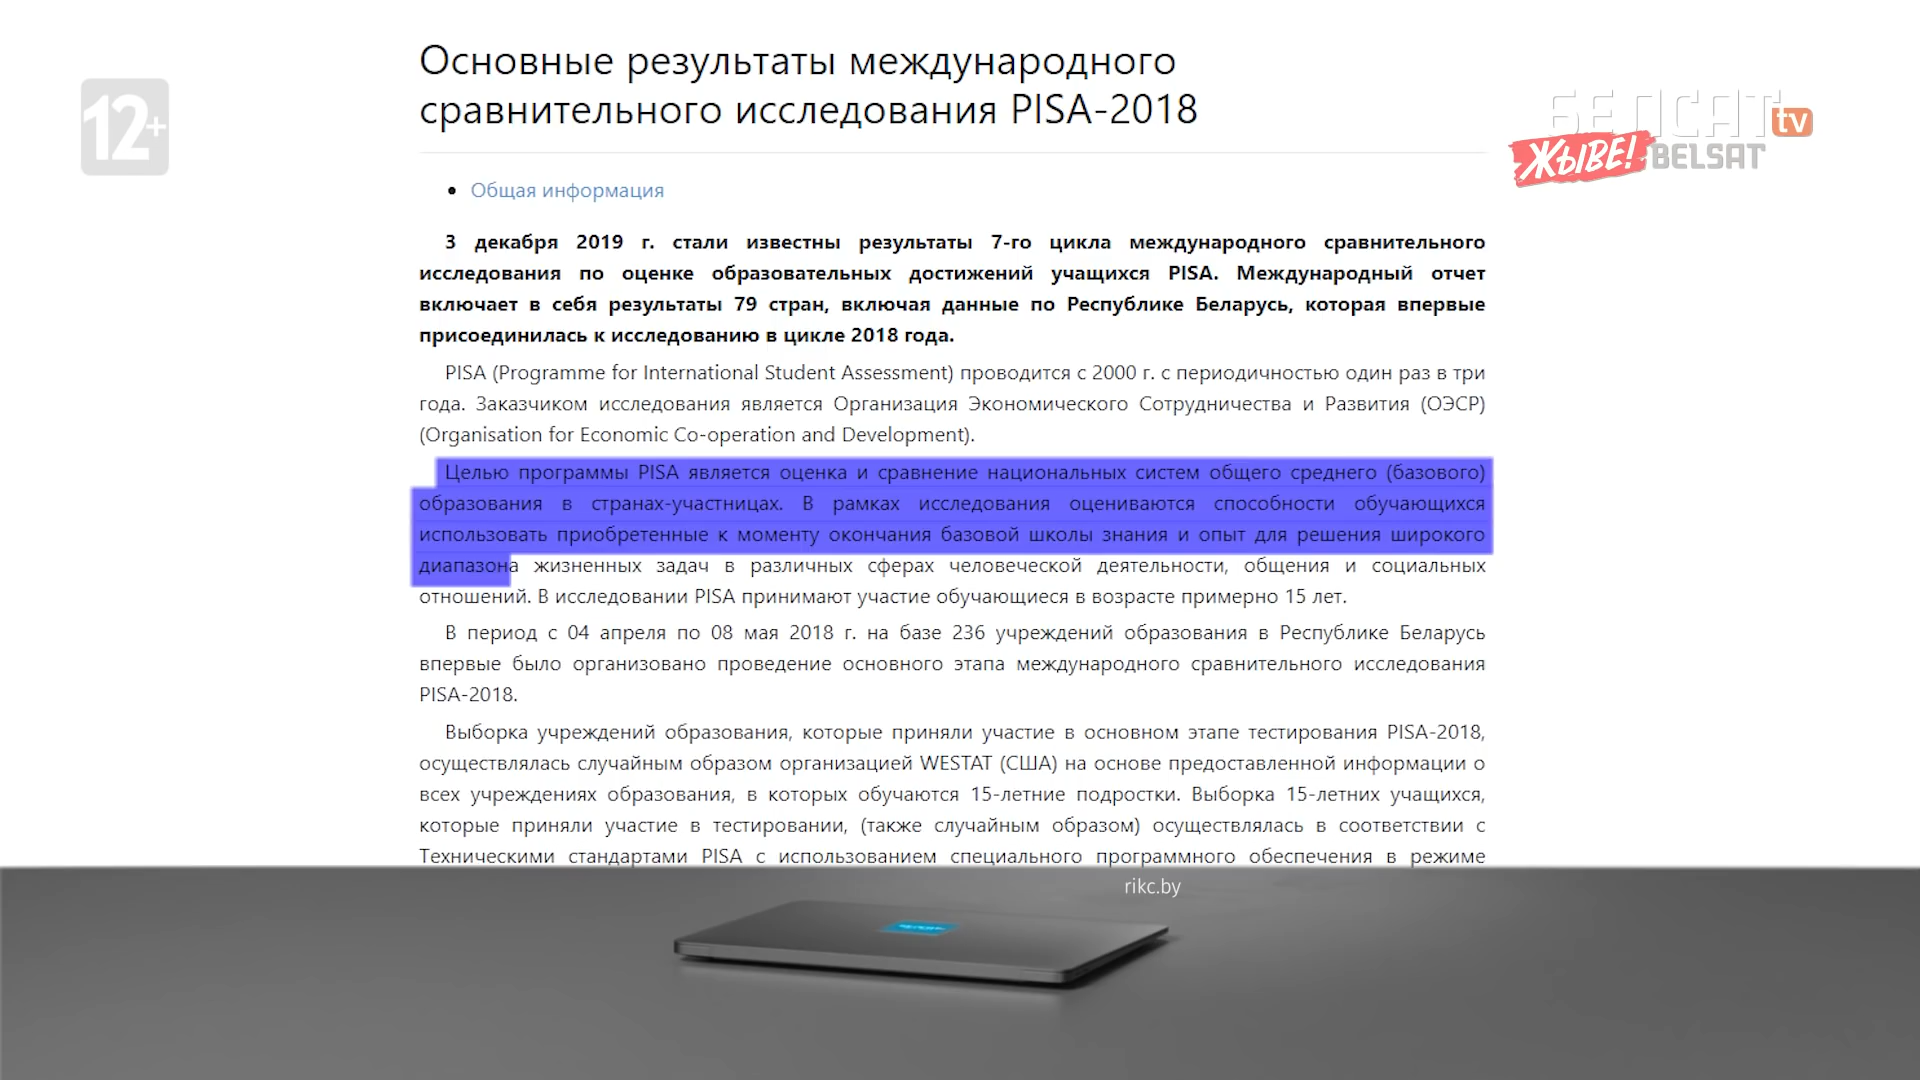 Основные результаты международного
сравнительного исследования PISA-2018
12+
БЕЛСАТ tv
ЖЫВЕ! BELSAT
Общая информация
3 декабря 2019 г. стали известны результаты 7-го цикла международного сравнительного
исследования по оценке образовательных достижений учащихся PISA. Международный отчет
включает в себя результаты 79 стран, включая данные по Республике Беларусь, которая впервые
присоединилась к исследованию в цикле 2018 года.
PISA (Programme for International Student Assessment) проводится с 2000 г. с периодичностью один раз в три
года. Заказчиком исследования является Организация Экономического Сотрудничества и Развития (ОЭСР)
(Organisation for Economic Co-operation and Development).
Целью программы PISA является оценка и сравнение национальных систем общего среднего (базового)
образования в странах-участницах. В рамках исследования оцениваются способности обучающихся
использовать приобретенные к моменту окончания базовой школы знания и опыт для решения широкого
диапазона жизненных задач в различных сферах человеческой деятельности, общения и социальных
отношений. В исследовании PISA принимают участие обучающиеся в возрасте примерно 15 лет.
В период с 04 апреля по 08 мая 2018 г. на базе 236 учреждений образования в Республике Беларусь
впервые было организовано проведение основного этапа международного сравнительного исследования
PISA-2018.
Выборка учреждений образования, которые приняли участие в основном этапе тестирования PISA-2018,
осуществлялась случайным образом организацией WESTAT (США) на основе предоставленной информации о
всех учреждениях образования, в которых обучаются 15-летние подростки. Выборка 15-летних учащихся,
которые приняли участие в тестировании, (также случайным образом) осуществлялась в соответствии с
Техническими стандартами PISA с использованием специального программного обеспечения в режиме
rikc.by